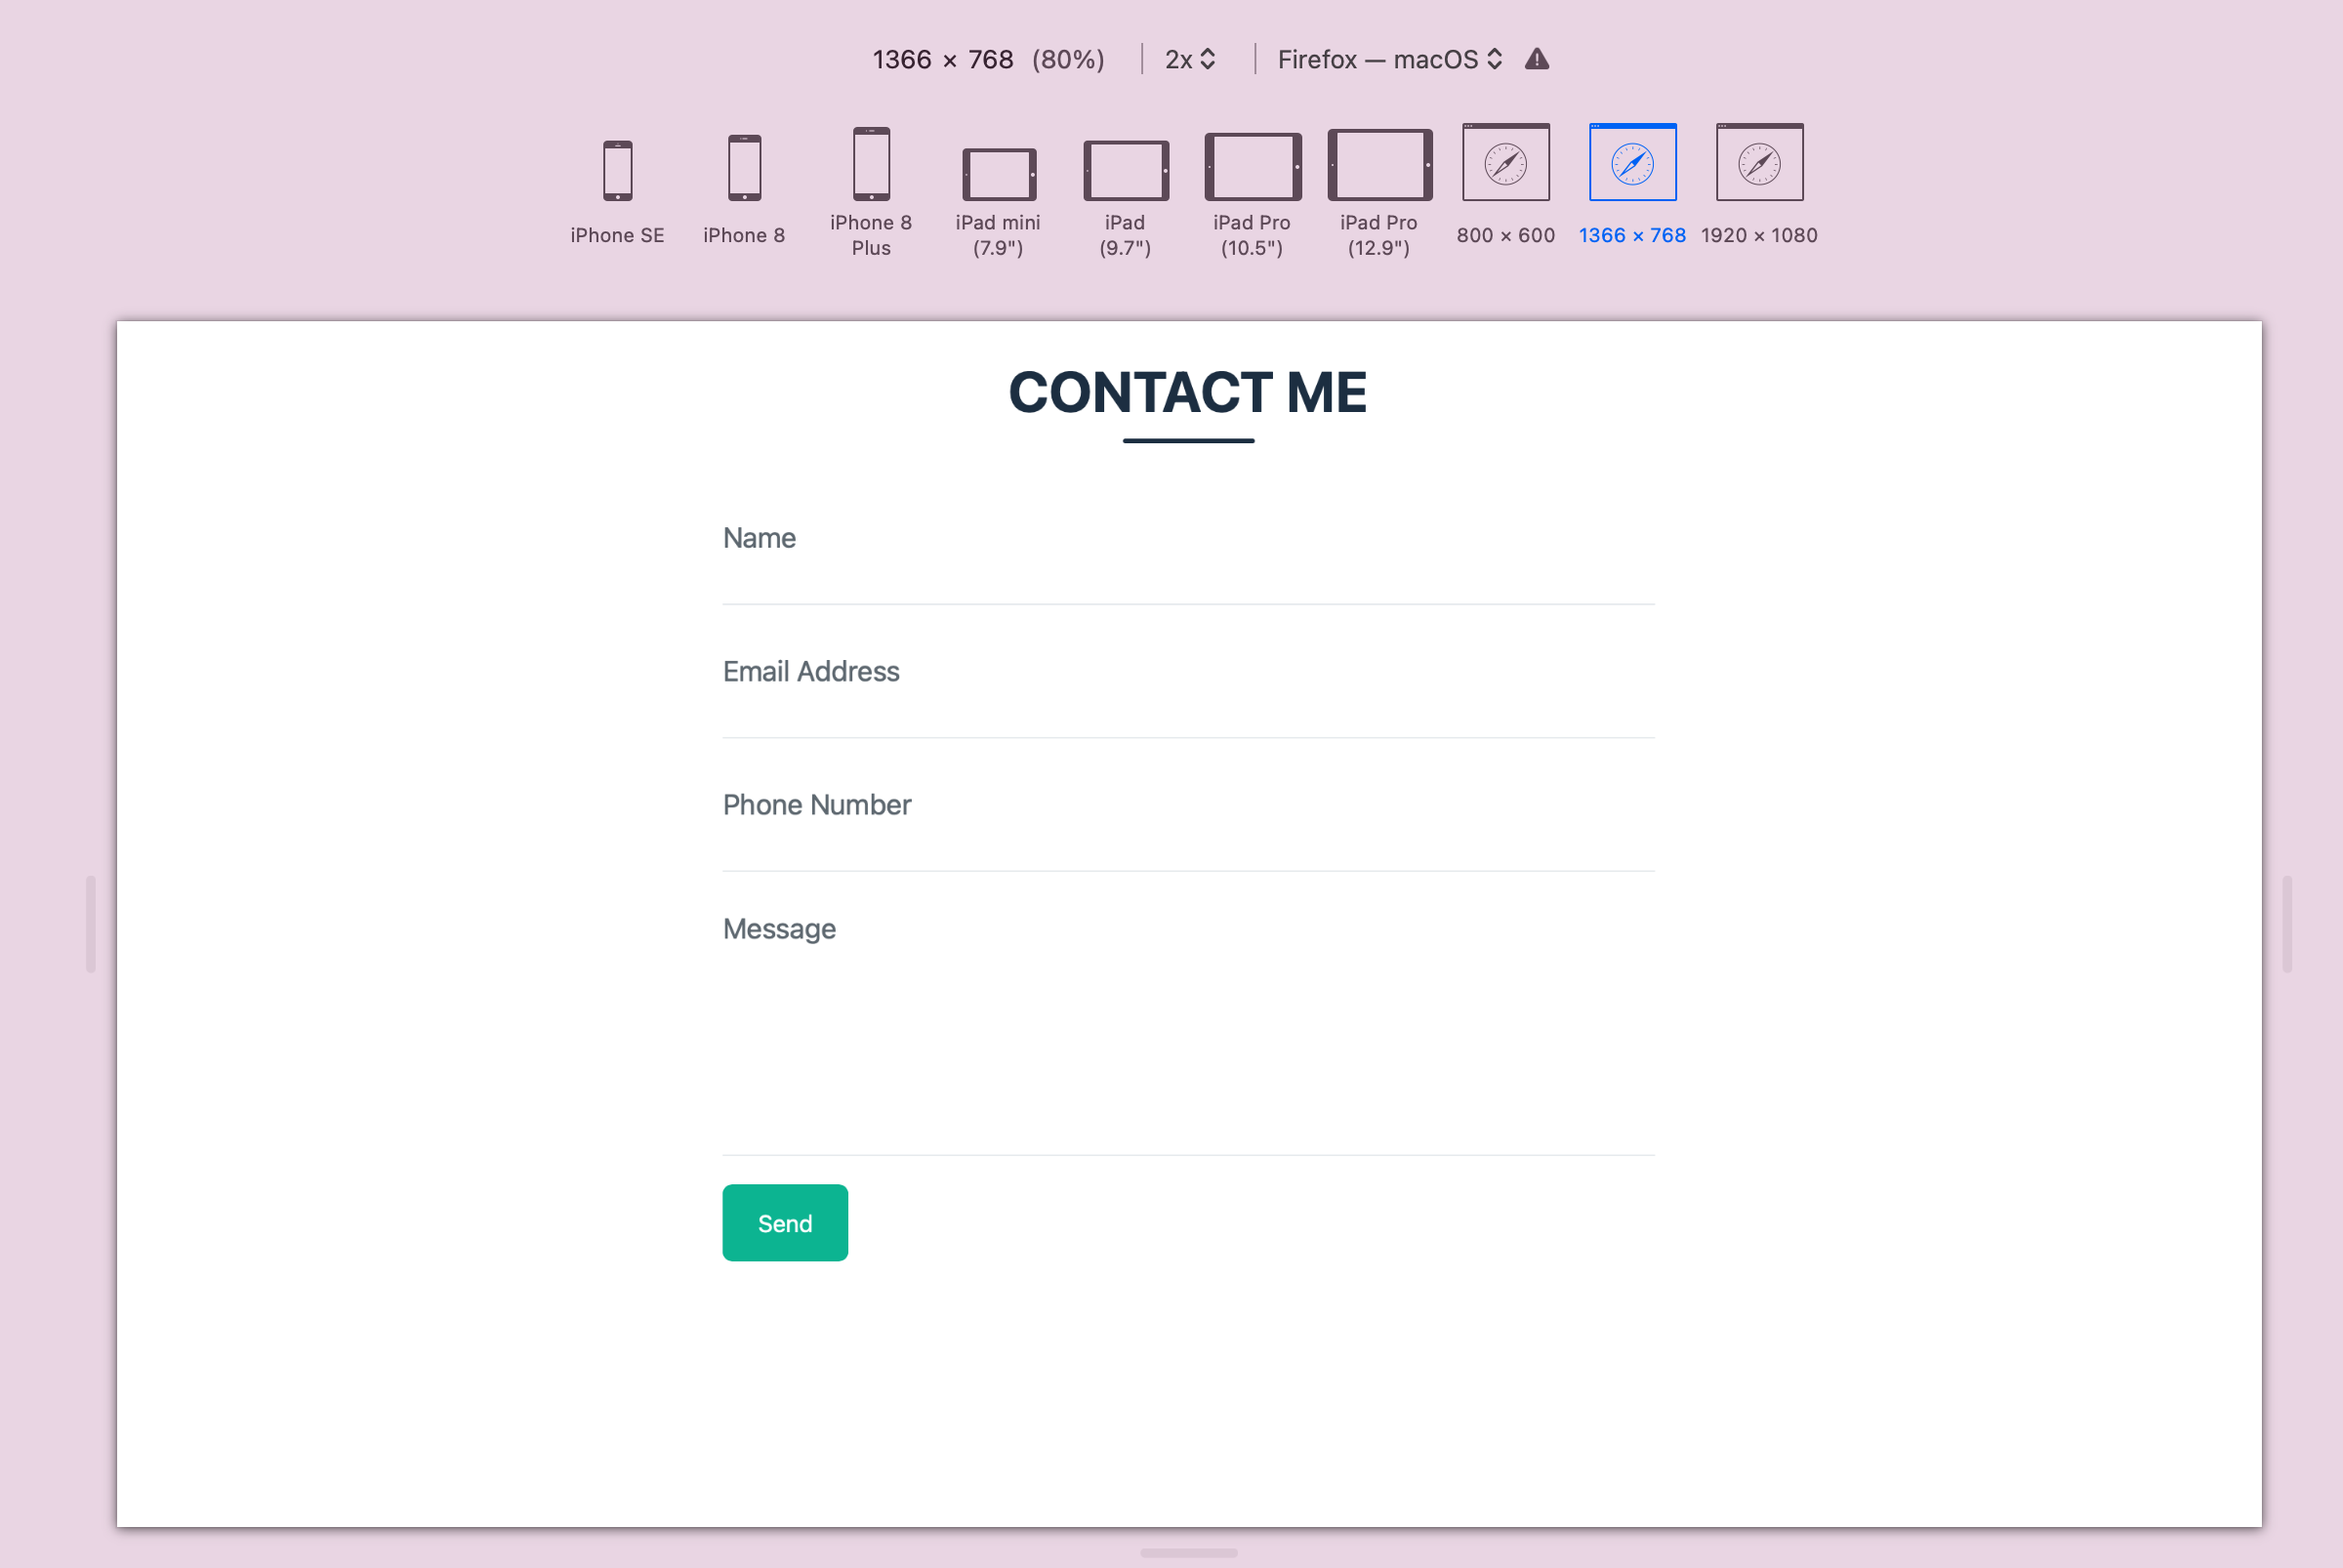 1366 × 768 (80%) 2x Firefox — macOS
iPhone SE
iPhone 8
iPhone 8
Plus
iPad mini
(7.9")
iPad
(9.7")
iPad Pro
(10.5")
iPad Pro
(12.9")
800 × 600
1366 × 768
1920 × 1080
CONTACT ME
Name
Email Address
Phone Number
Message
Send